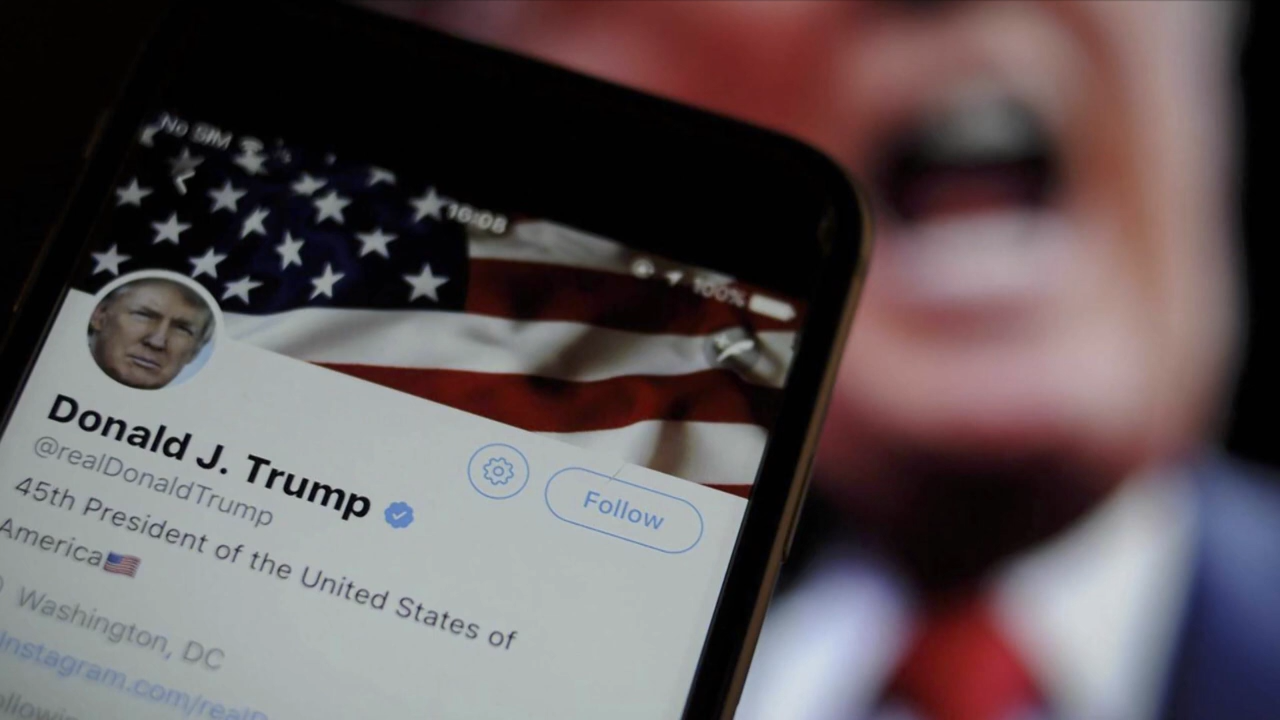 No SIM
16:08
100%
Donald J. Trump
@realDonaldTrump
Follow
45th President of the United States of
America🇺🇸
Washington, DC
instagram.com/realD